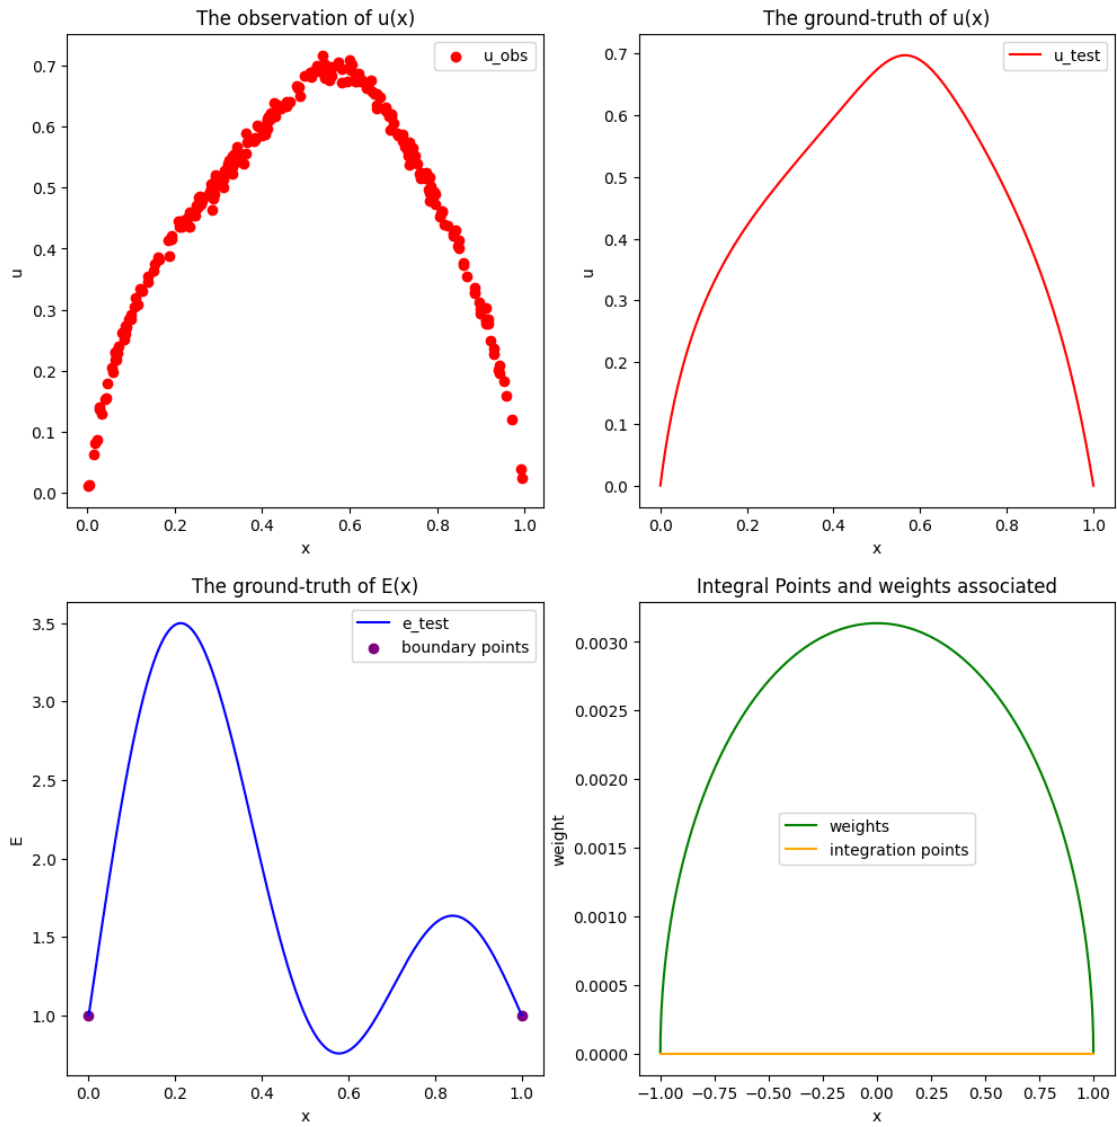 The observation of u(x)
u_obs
0.7
0.6
0.5
0.4
0.3
0.2
0.1
0.0
u
0.0 0.2 0.4 0.6 0.8 1.0
x
The ground-truth of u(x)
u_test
0.7
0.6
0.5
0.4
0.3
0.2
0.1
0.0
u
0.0 0.2 0.4 0.6 0.8 1.0
x
The ground-truth of E(x)
e_test
boundary points
3.5
3.0
2.5
2.0
1.5
1.0
E
0.0 0.2 0.4 0.6 0.8 1.0
x
Integral Points and weights associated
0.0030
0.0025
0.0020
0.0015
0.0010
0.0005
0.0000
weight
weights
integration points
−1.00 −0.75 −0.50 −0.25 0.00 0.25 0.50 0.75 1.00
x